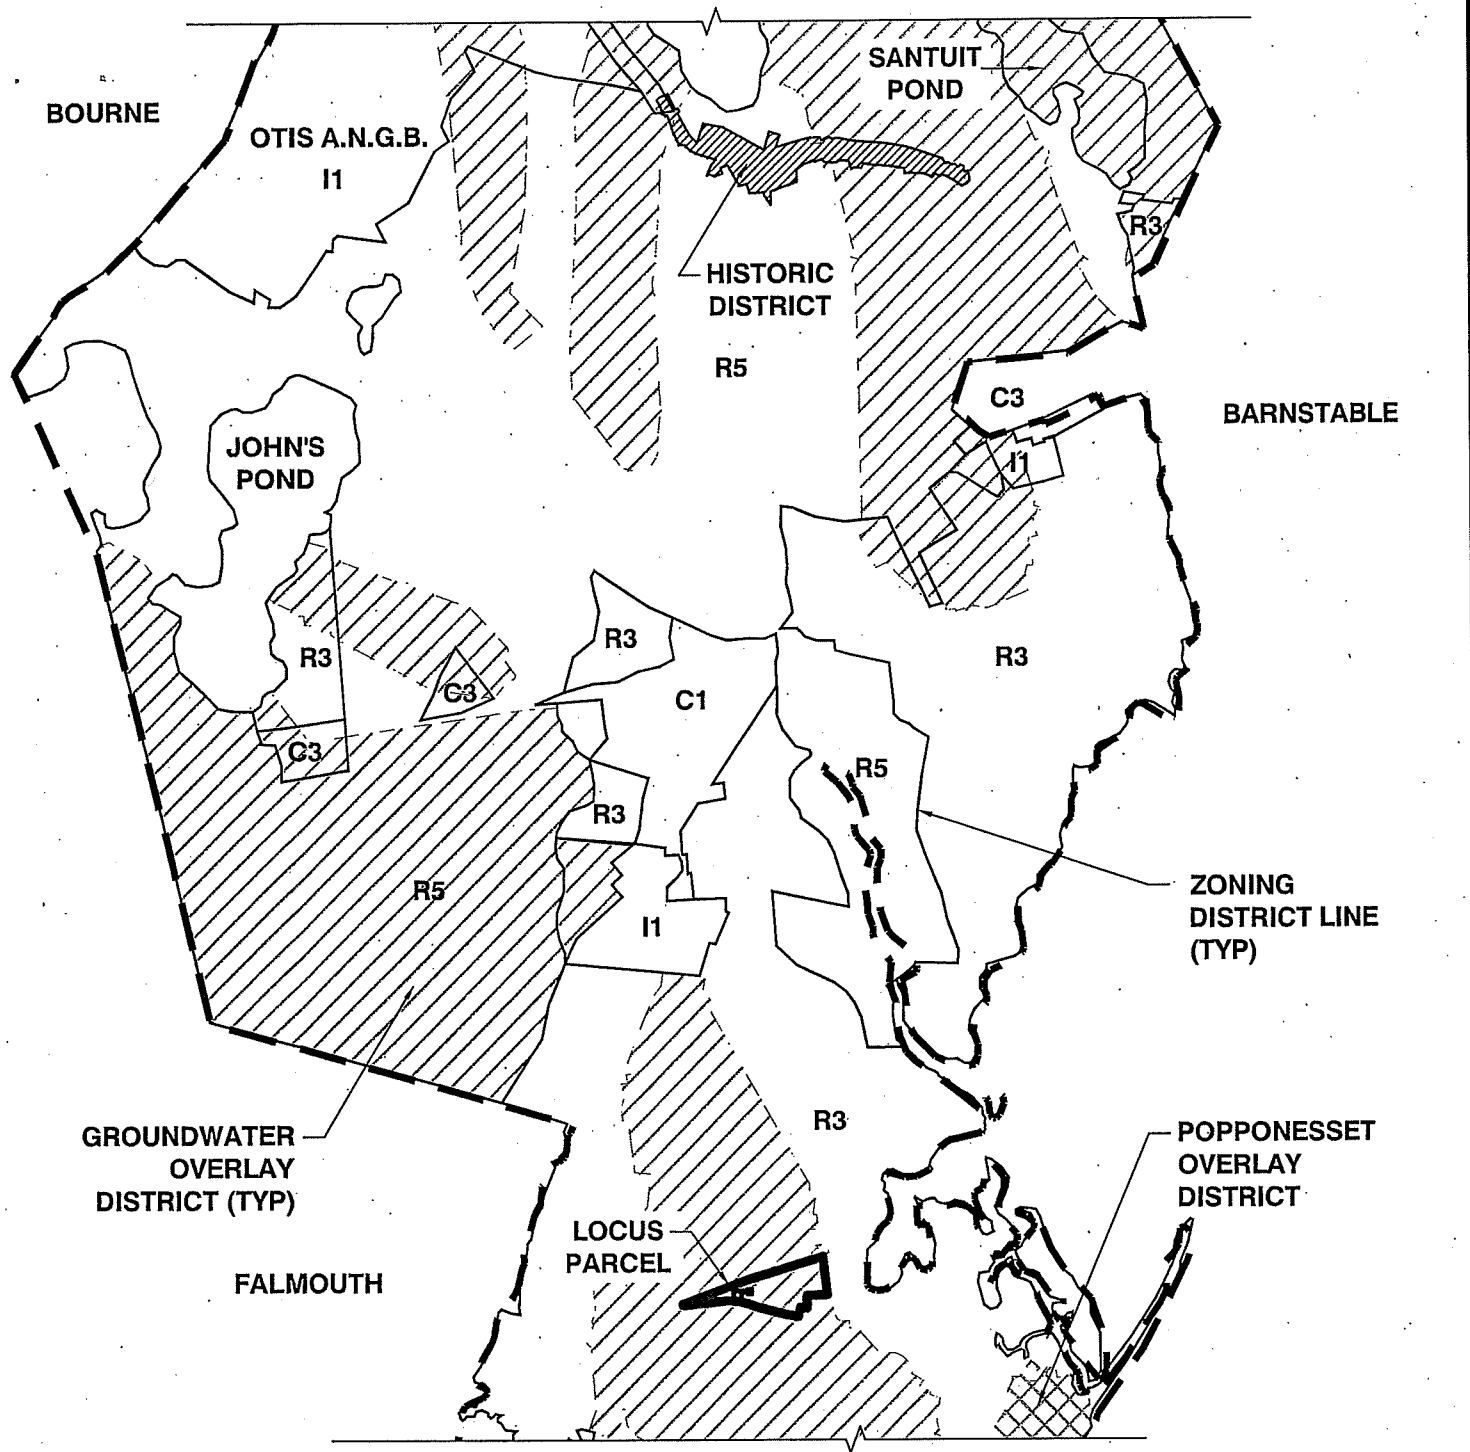 SANTUIT
POND
BOURNE
OTIS A.N.G.B.
I1
R3
HISTORIC
DISTRICT
R5
C3
BARNSTABLE
JOHN'S
POND
I1
R3
R3
R3
C3
C1
C3
R5
R3
ZONING
DISTRICT LINE
(TYP)
R5
I1
R3
GROUNDWATER
OVERLAY
DISTRICT (TYP)
POPPONESSET
OVERLAY
DISTRICT
LOCUS
PARCEL
FALMOUTH